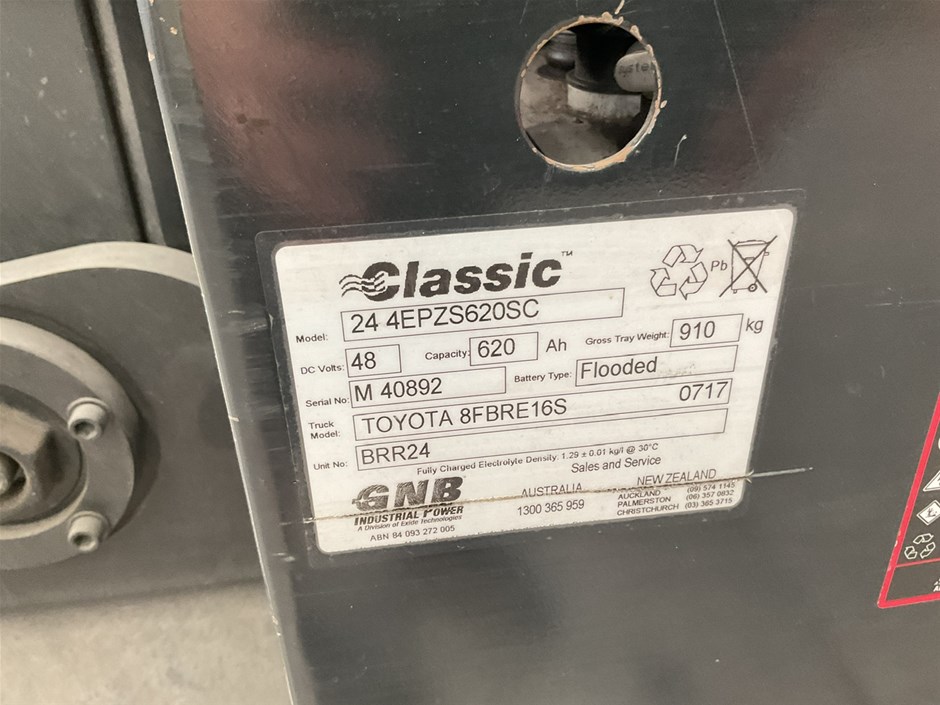 ster
Classic™
Pb
Model: 24 4EPZS620SC
DC Volts: 48 Capacity: 620 Ah Gross Tray Weight: 910 kg
Serial No: M 40892 Battery Type: Flooded
Truck Model: TOYOTA 8FBRE16S 0717
Unit No: BRR24
Fully Charged Electrolyte Density: 1.29 ± 0.01 kg/l @ 30°C
Sales and Service
GNB
INDUSTRIAL POWER
A Division of Exide Technologies
ABN 84 093 272 005
AUSTRALIA
1300 365 959
NEW ZEALAND
AUCKLAND (09) 574 1145
PALMERSTON (06) 357 0832
CHRISTCHURCH (03) 365 3715